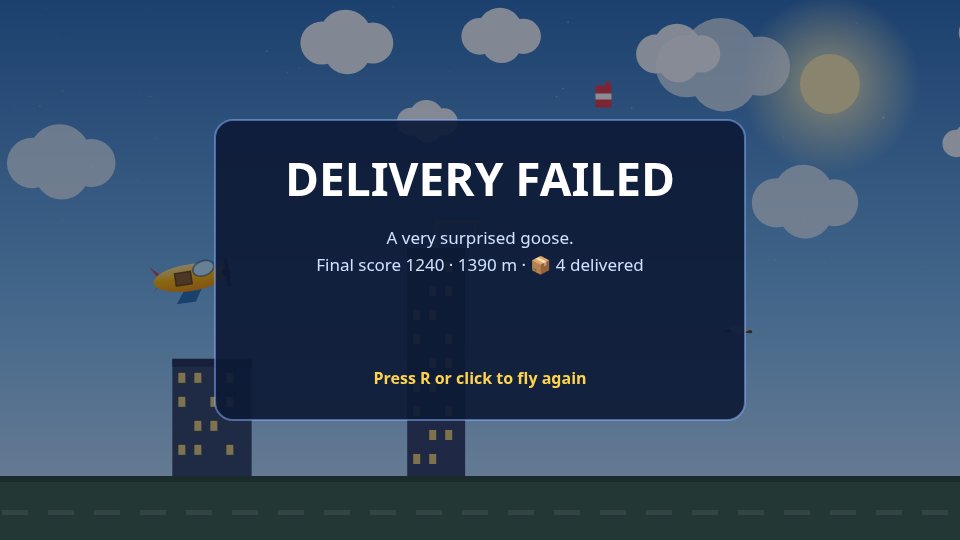 DELIVERY FAILED
A very surprised goose.
Final score 1240 · 1390 m · 📦 4 delivered
Press R or click to fly again